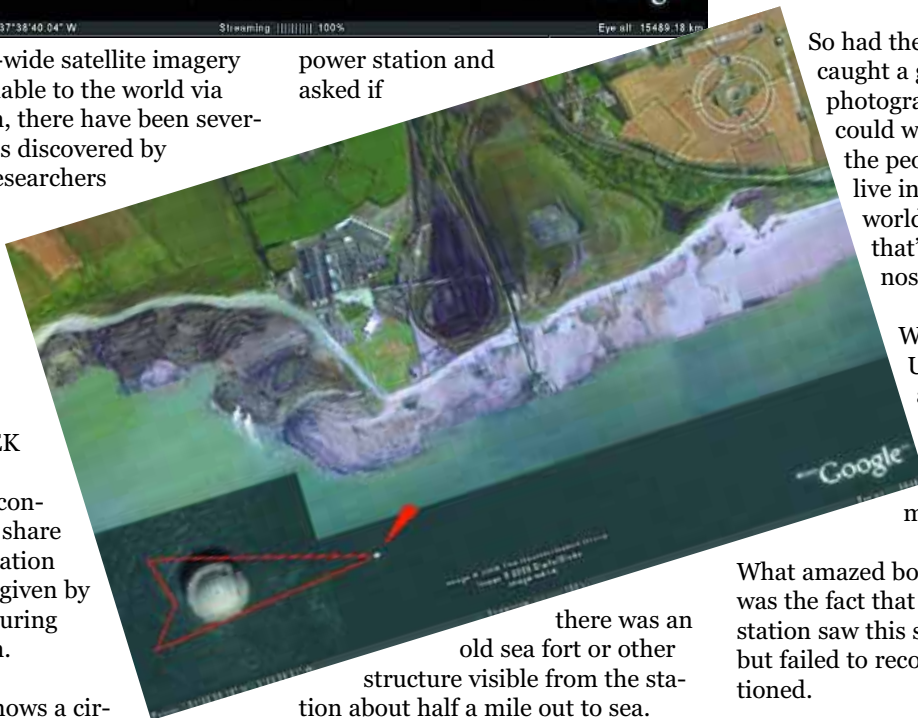 37°38'40.04" W
Streaming |||||||| 100%
Eye alt 15489.18 km
-wide satellite imagery
able to the world via
, there have been sever-
s discovered by
esearchers
EK
con-
share
ation
given by
uring
.
hows a cir-
power station and
asked if
there was an
old sea fort or other
structure visible from the sta-
tion about half a mile out to sea.
Google
So had the
caught a g
photogra
could w
the peo
live in
world
that'
nos
W
U
m
What amazed bo
was the fact that
station saw this s
but failed to reco
tioned.